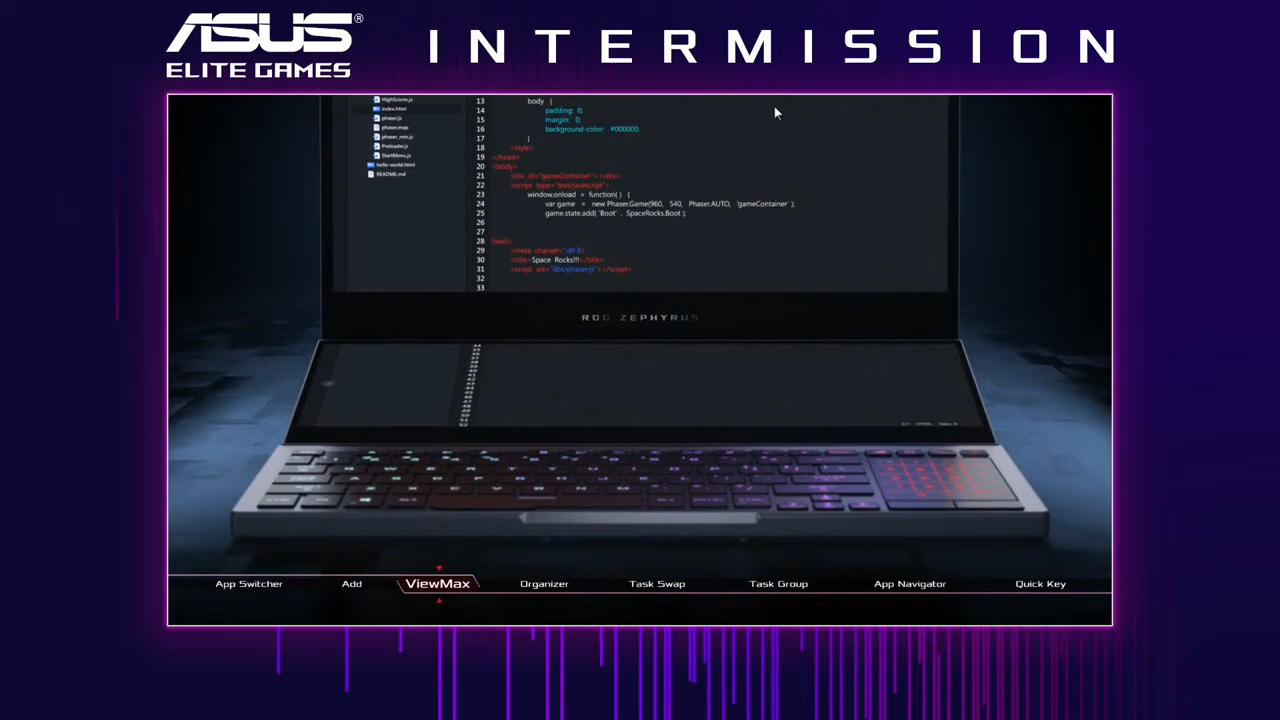 ASUS®
ELITE GAMES
INTERMISSION
HighScores.js
index.html
phaser.js
phaser.map
phaser_min.js
Preloader.js
StartMenu.js
hello-world.html
README.md
13 body {
14 padding: 0;
15 margin: 0;
16 background-color: #000000;
17 }
18 <style>
19 </head>
20 <body>
21 <div id="gameContainer"></div>
22 <script type="text/javascript">
23 window.onload = function( ) {
24 var game = new Phaser.Game(960, 540, Phaser.AUTO, 'gameContainer' );
25 game.state.add( 'Boot' . SpaceRocks.Boot );
26
27
28 head>
29 <meta charset="utf-8>
30 <title>Space Rocks!!!</title>
31 <script src="libs/phaser.js"></script>
32
33
ROG ZEPHYRUS
App Switcher
Add
ViewMax
Organizer
Task Swap
Task Group
App Navigator
Quick Key